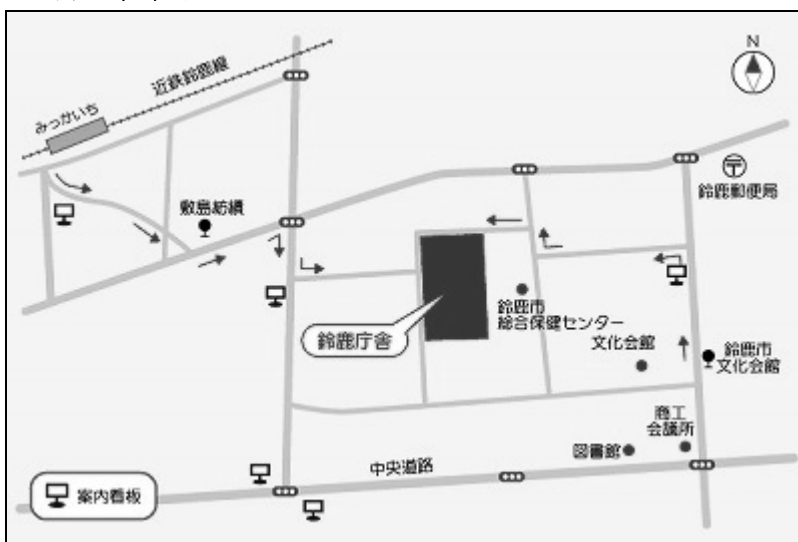 N
近鉄鈴鹿線
みっかいち
敷島紡績
鈴鹿郵便局
鈴鹿市
総合保健センター
鈴鹿庁舎
文化会館
鈴鹿市
文化会館
商工
会議所
図書館
中央道路
案内看板